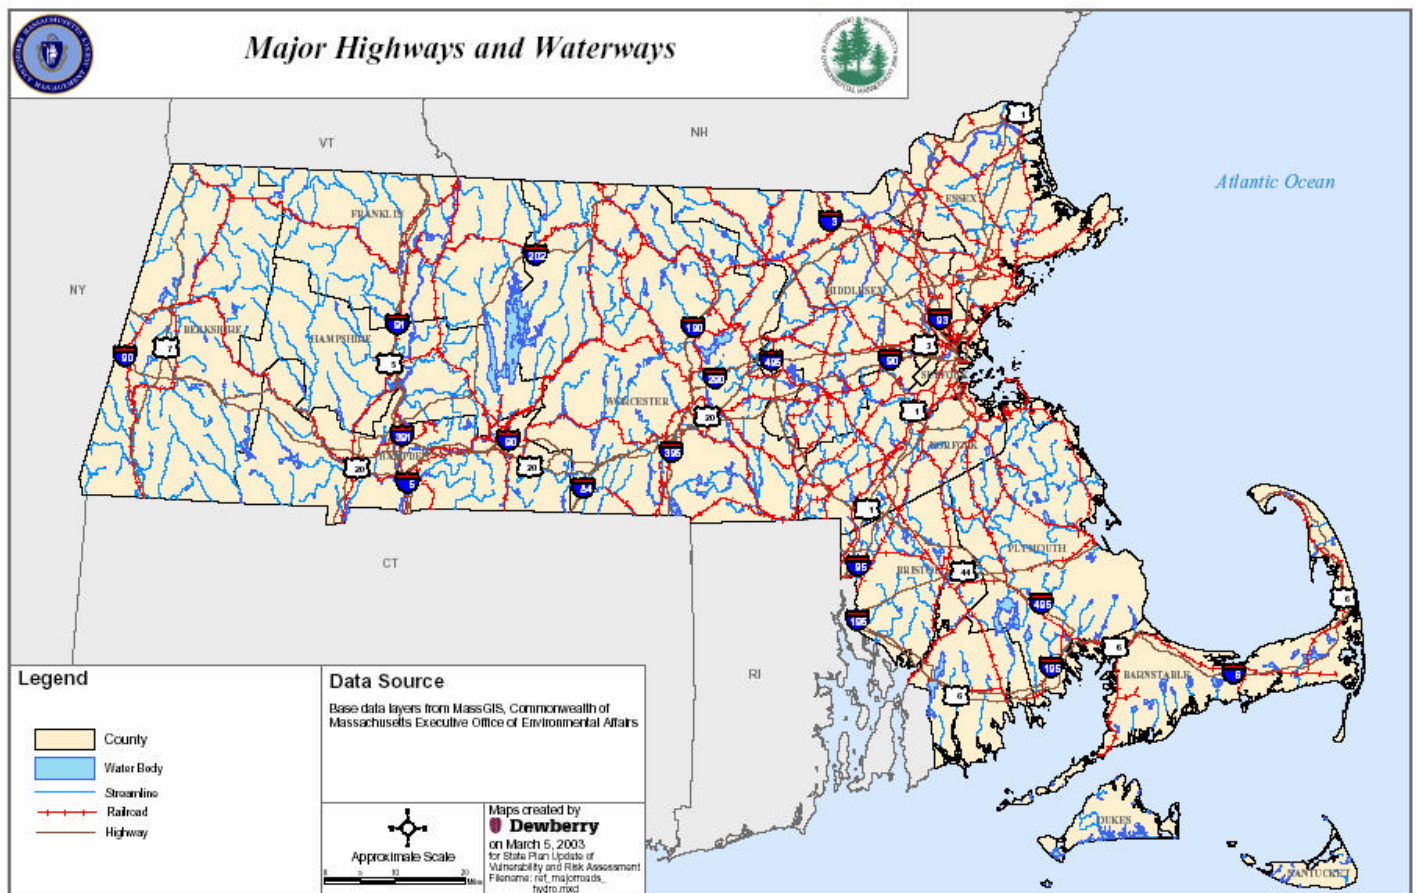 Major Highways and Waterways
VT
NH
NY
CT
RI
Atlantic Ocean
ESSEX
FRANKLIN
MIDDLESEX
BERKSHIRE
HAMPSHIRE
WORCESTER
SUFFOLK
HAMPDEN
NORFOLK
PLYMOUTH
BRISTOL
BARNSTABLE
DUKES
NANTUCKET
1
3
202
91
190
93
7
90
5
3
495
90
290
20
1
391
90
395
20
20
5
84
1
95
44
495
6
195
6
195
6
6
Legend
County
Water Body
Streamline
Railroad
Highway
Data Source
Base data layers from MassGIS, Commonwealth of
Massachusetts Executive Office of Environmental Affairs
Approximate Scale
0 5 10 20
Miles
Maps created by
Dewberry
on March 5, 2003
for State Plan Update of
Vulnerability and Risk Assessment
Filename: ref_majorroads_
hydro.mxd